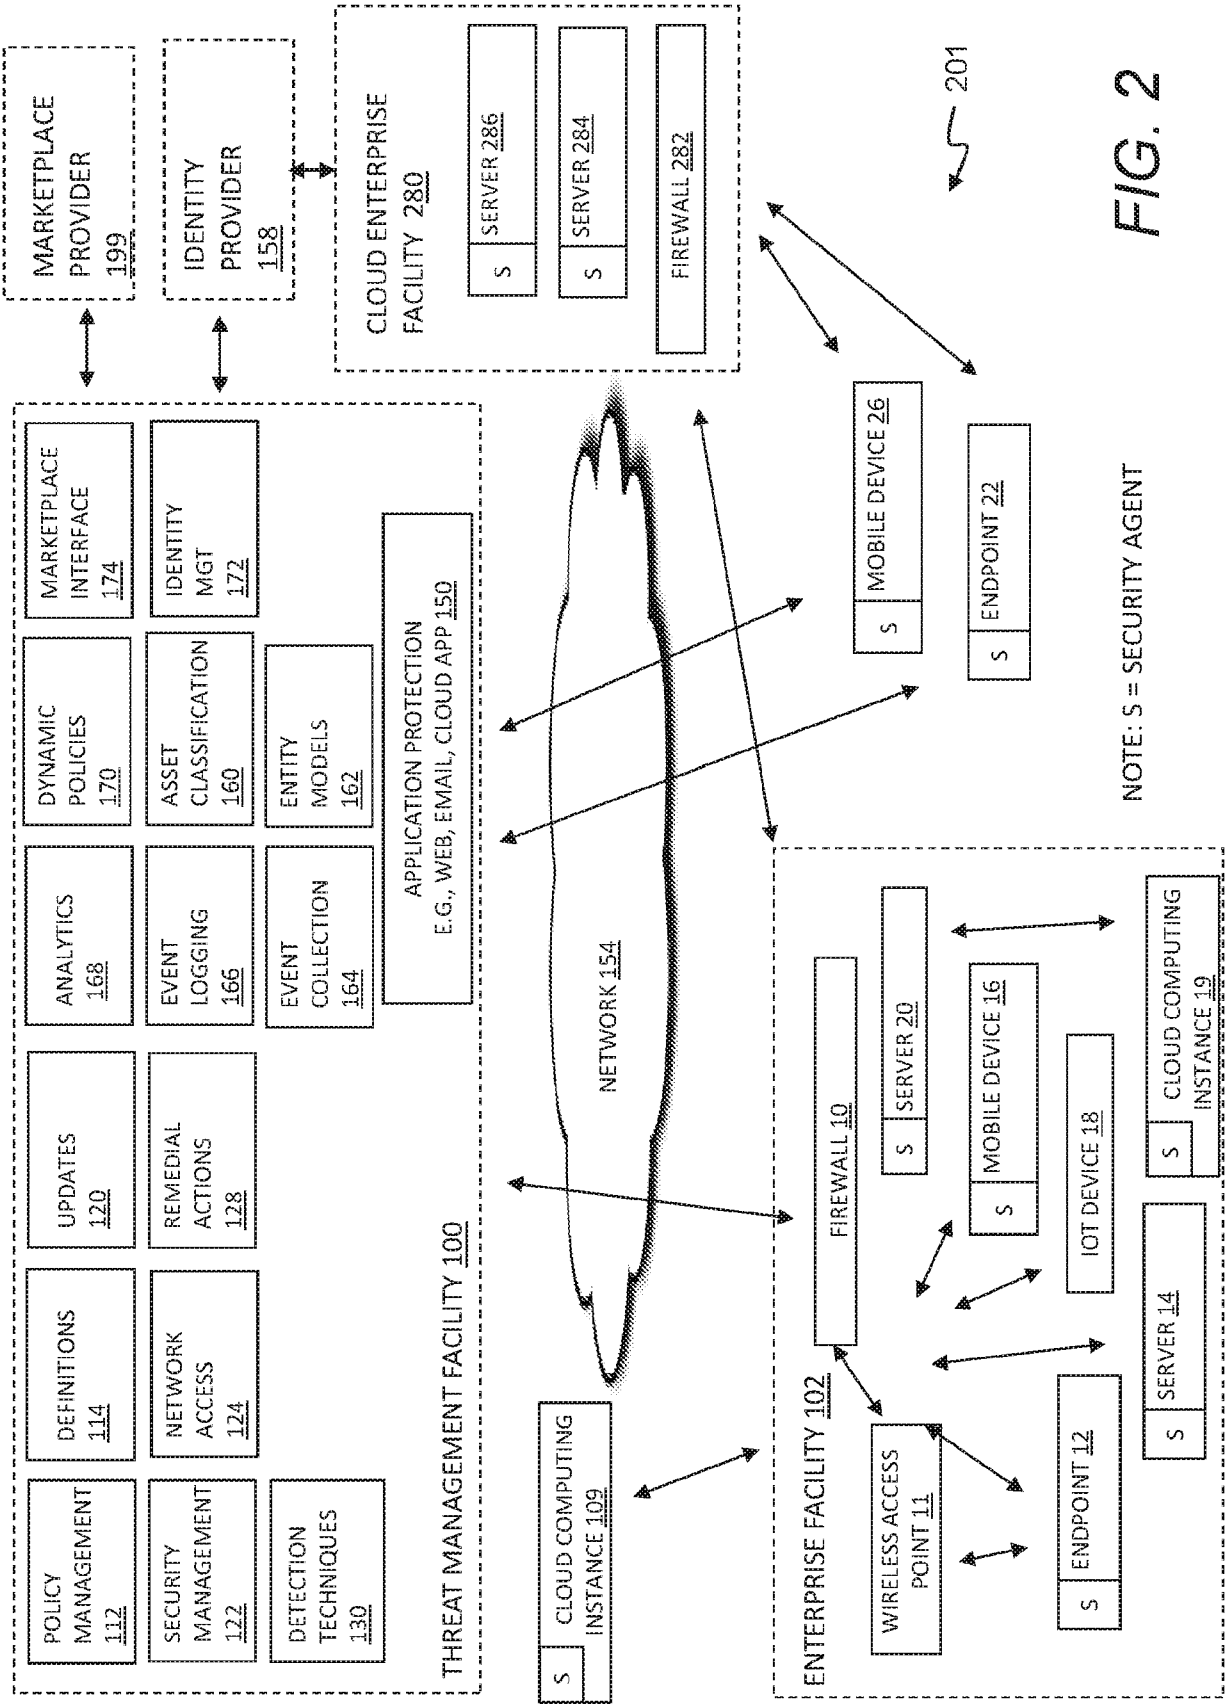 POLICY
MANAGEMENT
112
DEFINITIONS
114
UPDATES
120
ANALYTICS
168
DYNAMIC
POLICIES
170
MARKETPLACE
INTERFACE
174
MARKETPLACE
PROVIDER
199
SECURITY
MANAGEMENT
122
NETWORK
ACCESS
124
REMEDIAL
ACTIONS
128
EVENT
LOGGING
166
ASSET
CLASSIFICATION
160
IDENTITY
MGT
172
IDENTITY
PROVIDER
158
DETECTION
TECHNIQUES
130
EVENT
COLLECTION
164
ENTITY
MODELS
162
APPLICATION PROTECTION
E.G., WEB, EMAIL, CLOUD APP 150
THREAT MANAGEMENT FACILITY 100
CLOUD ENTERPRISE
FACILITY 280
S SERVER 286
S SERVER 284
FIREWALL 282
S CLOUD COMPUTING
INSTANCE 109
NETWORK 154
ENTERPRISE FACILITY 102
FIREWALL 10
WIRELESS ACCESS
POINT 11
S SERVER 20
S MOBILE DEVICE 16
S ENDPOINT 12
IOT DEVICE 18
S SERVER 14
S CLOUD COMPUTING
INSTANCE 19
S MOBILE DEVICE 26
S ENDPOINT 22
201
NOTE: S = SECURITY AGENT
FIG. 2